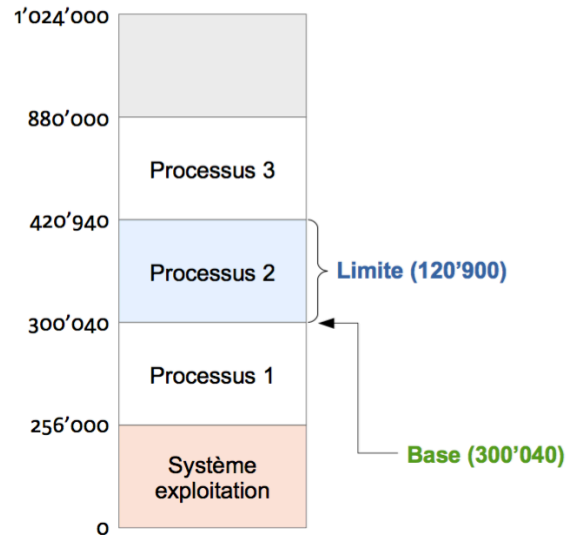 1'024'000
880'000
Processus 3
420'940
Processus 2
Limite (120'900)
300'040
Processus 1
256'000
Base (300'040)
Système
exploitation
0